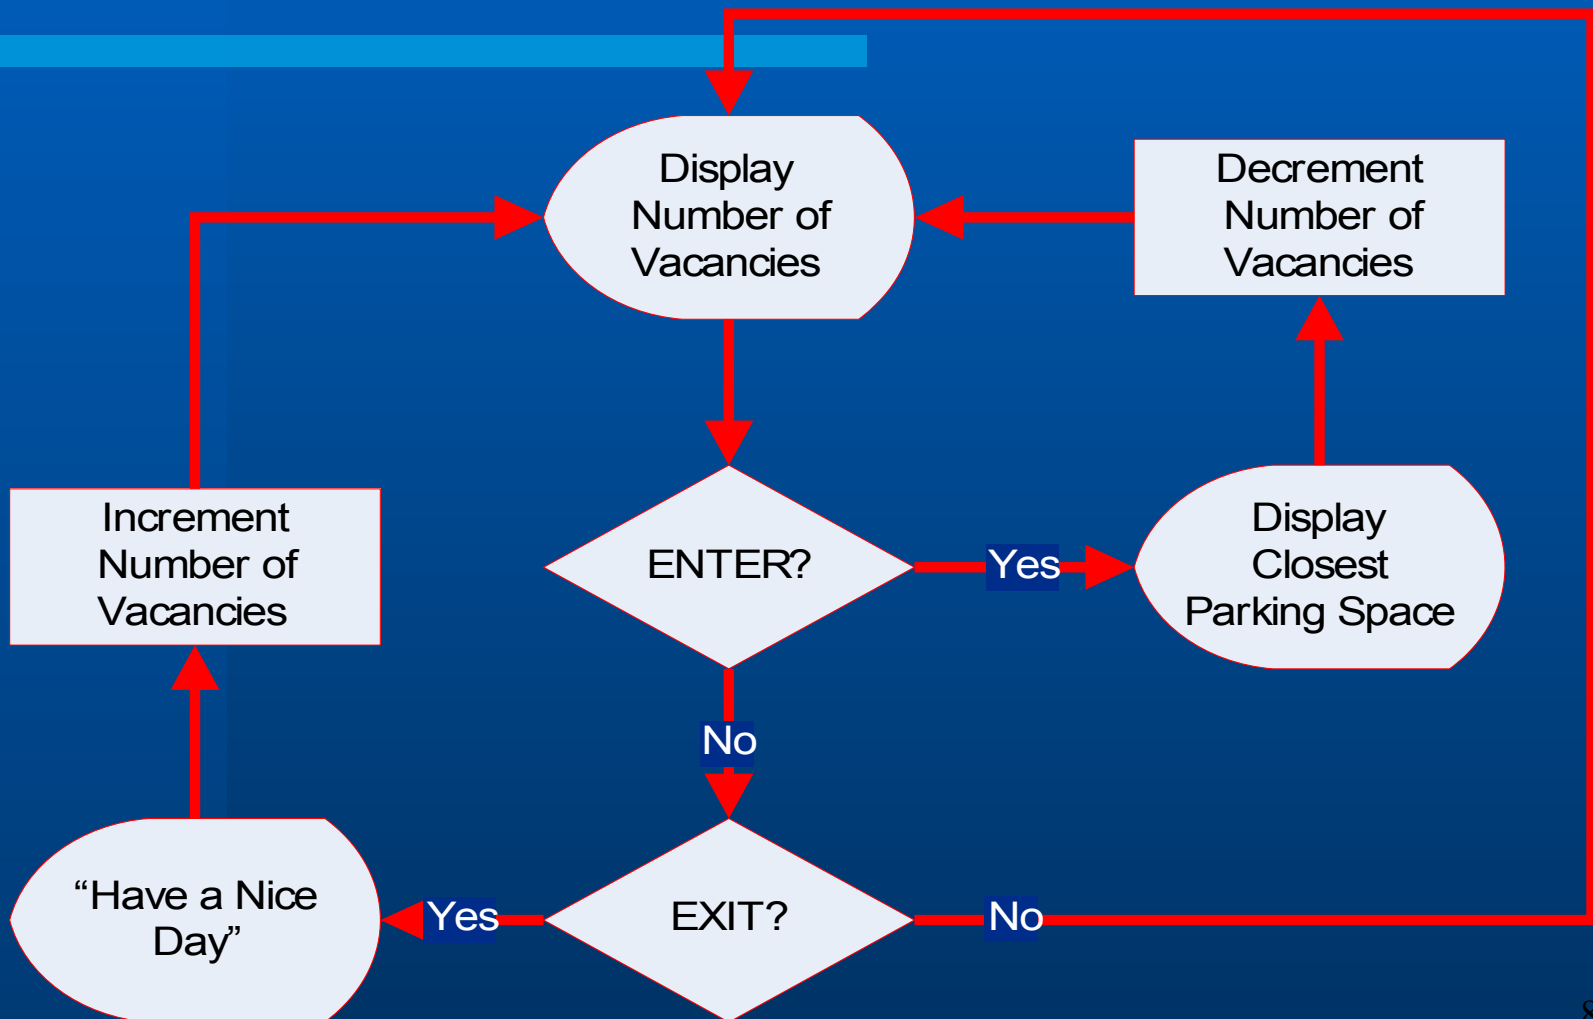 Display
Number of
Vacancies
Decrement
Number of
Vacancies
Increment
Number of
Vacancies
ENTER?
Yes
Display
Closest
Parking Space
No
“Have a Nice
Day”
Yes
EXIT?
No